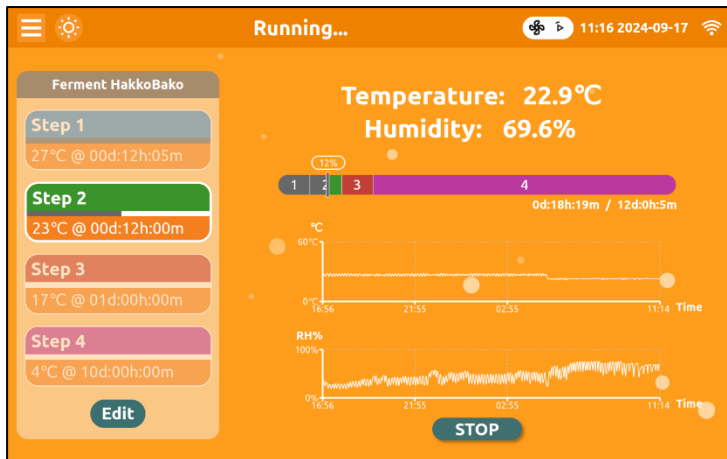 Running...
11:16 2024-09-17
Ferment HakkoBako
Step 1
27°C @ 00d:12h:05m
Step 2
23°C @ 00d:12h:00m
Step 3
17°C @ 01d:00h:00m
Step 4
4°C @ 10d:00h:00m
Edit
Temperature: 22.9°C
Humidity: 69.6%
12%
1 2 3 4
0d:18h:19m / 12d:0h:5m
°C
60°C
0°C
16:56 21:55 02:55 11:14 Time
RH%
100%
0%
16:56 21:55 02:55 11:14 Time
STOP